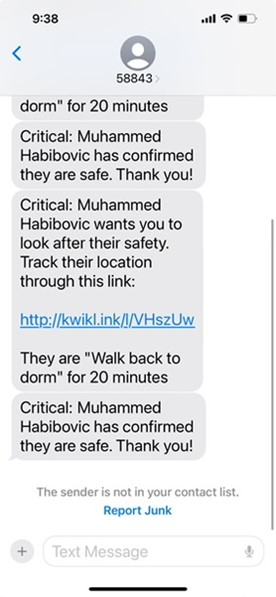 9:38
58843
dorm" for 20 minutes
Critical: Muhammed
Habibovic has confirmed
they are safe. Thank you!
Critical: Muhammed
Habibovic wants you to
look after their safety.
Track their location
through this link:
http://kwikl.ink/l/VHszUw
They are "Walk back to
dorm" for 20 minutes
Critical: Muhammed
Habibovic has confirmed
they are safe. Thank you!
The sender is not in your contact list.
Report Junk
Text Message